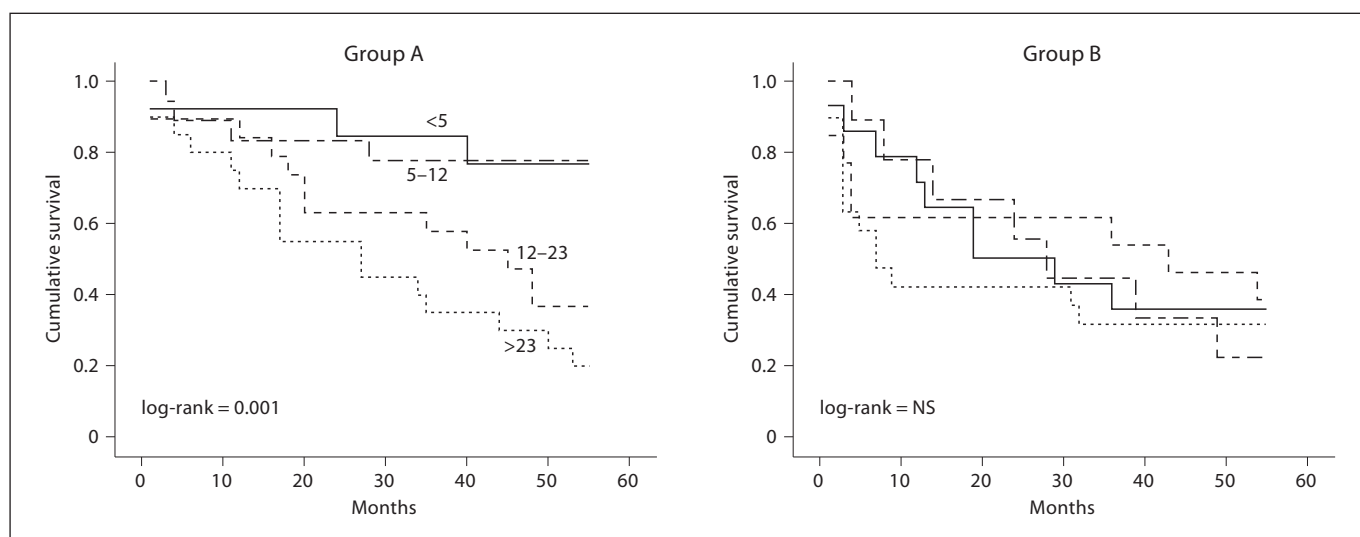 Group A
Cumulative survival
1.0
0.8
0.6
0.4
0.2
0
<5
5–12
12–23
>23
log-rank = 0.001
0 10 20 30 40 50 60
Months
Group B
Cumulative survival
1.0
0.8
0.6
0.4
0.2
0
log-rank = NS
0 10 20 30 40 50 60
Months